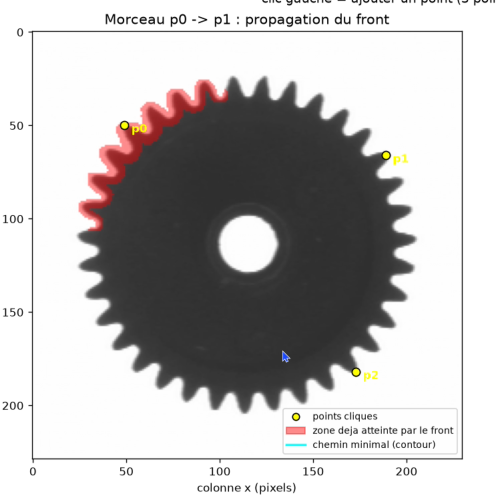 clic gauche = ajouter un point (3
Morceau p0 -> p1 : propagation du front
0
50
p0
p1
100
150
p2
200
points cliques
zone deja atteinte par le front
chemin minimal (contour)
0 50 100 150 200
colonne x (pixels)